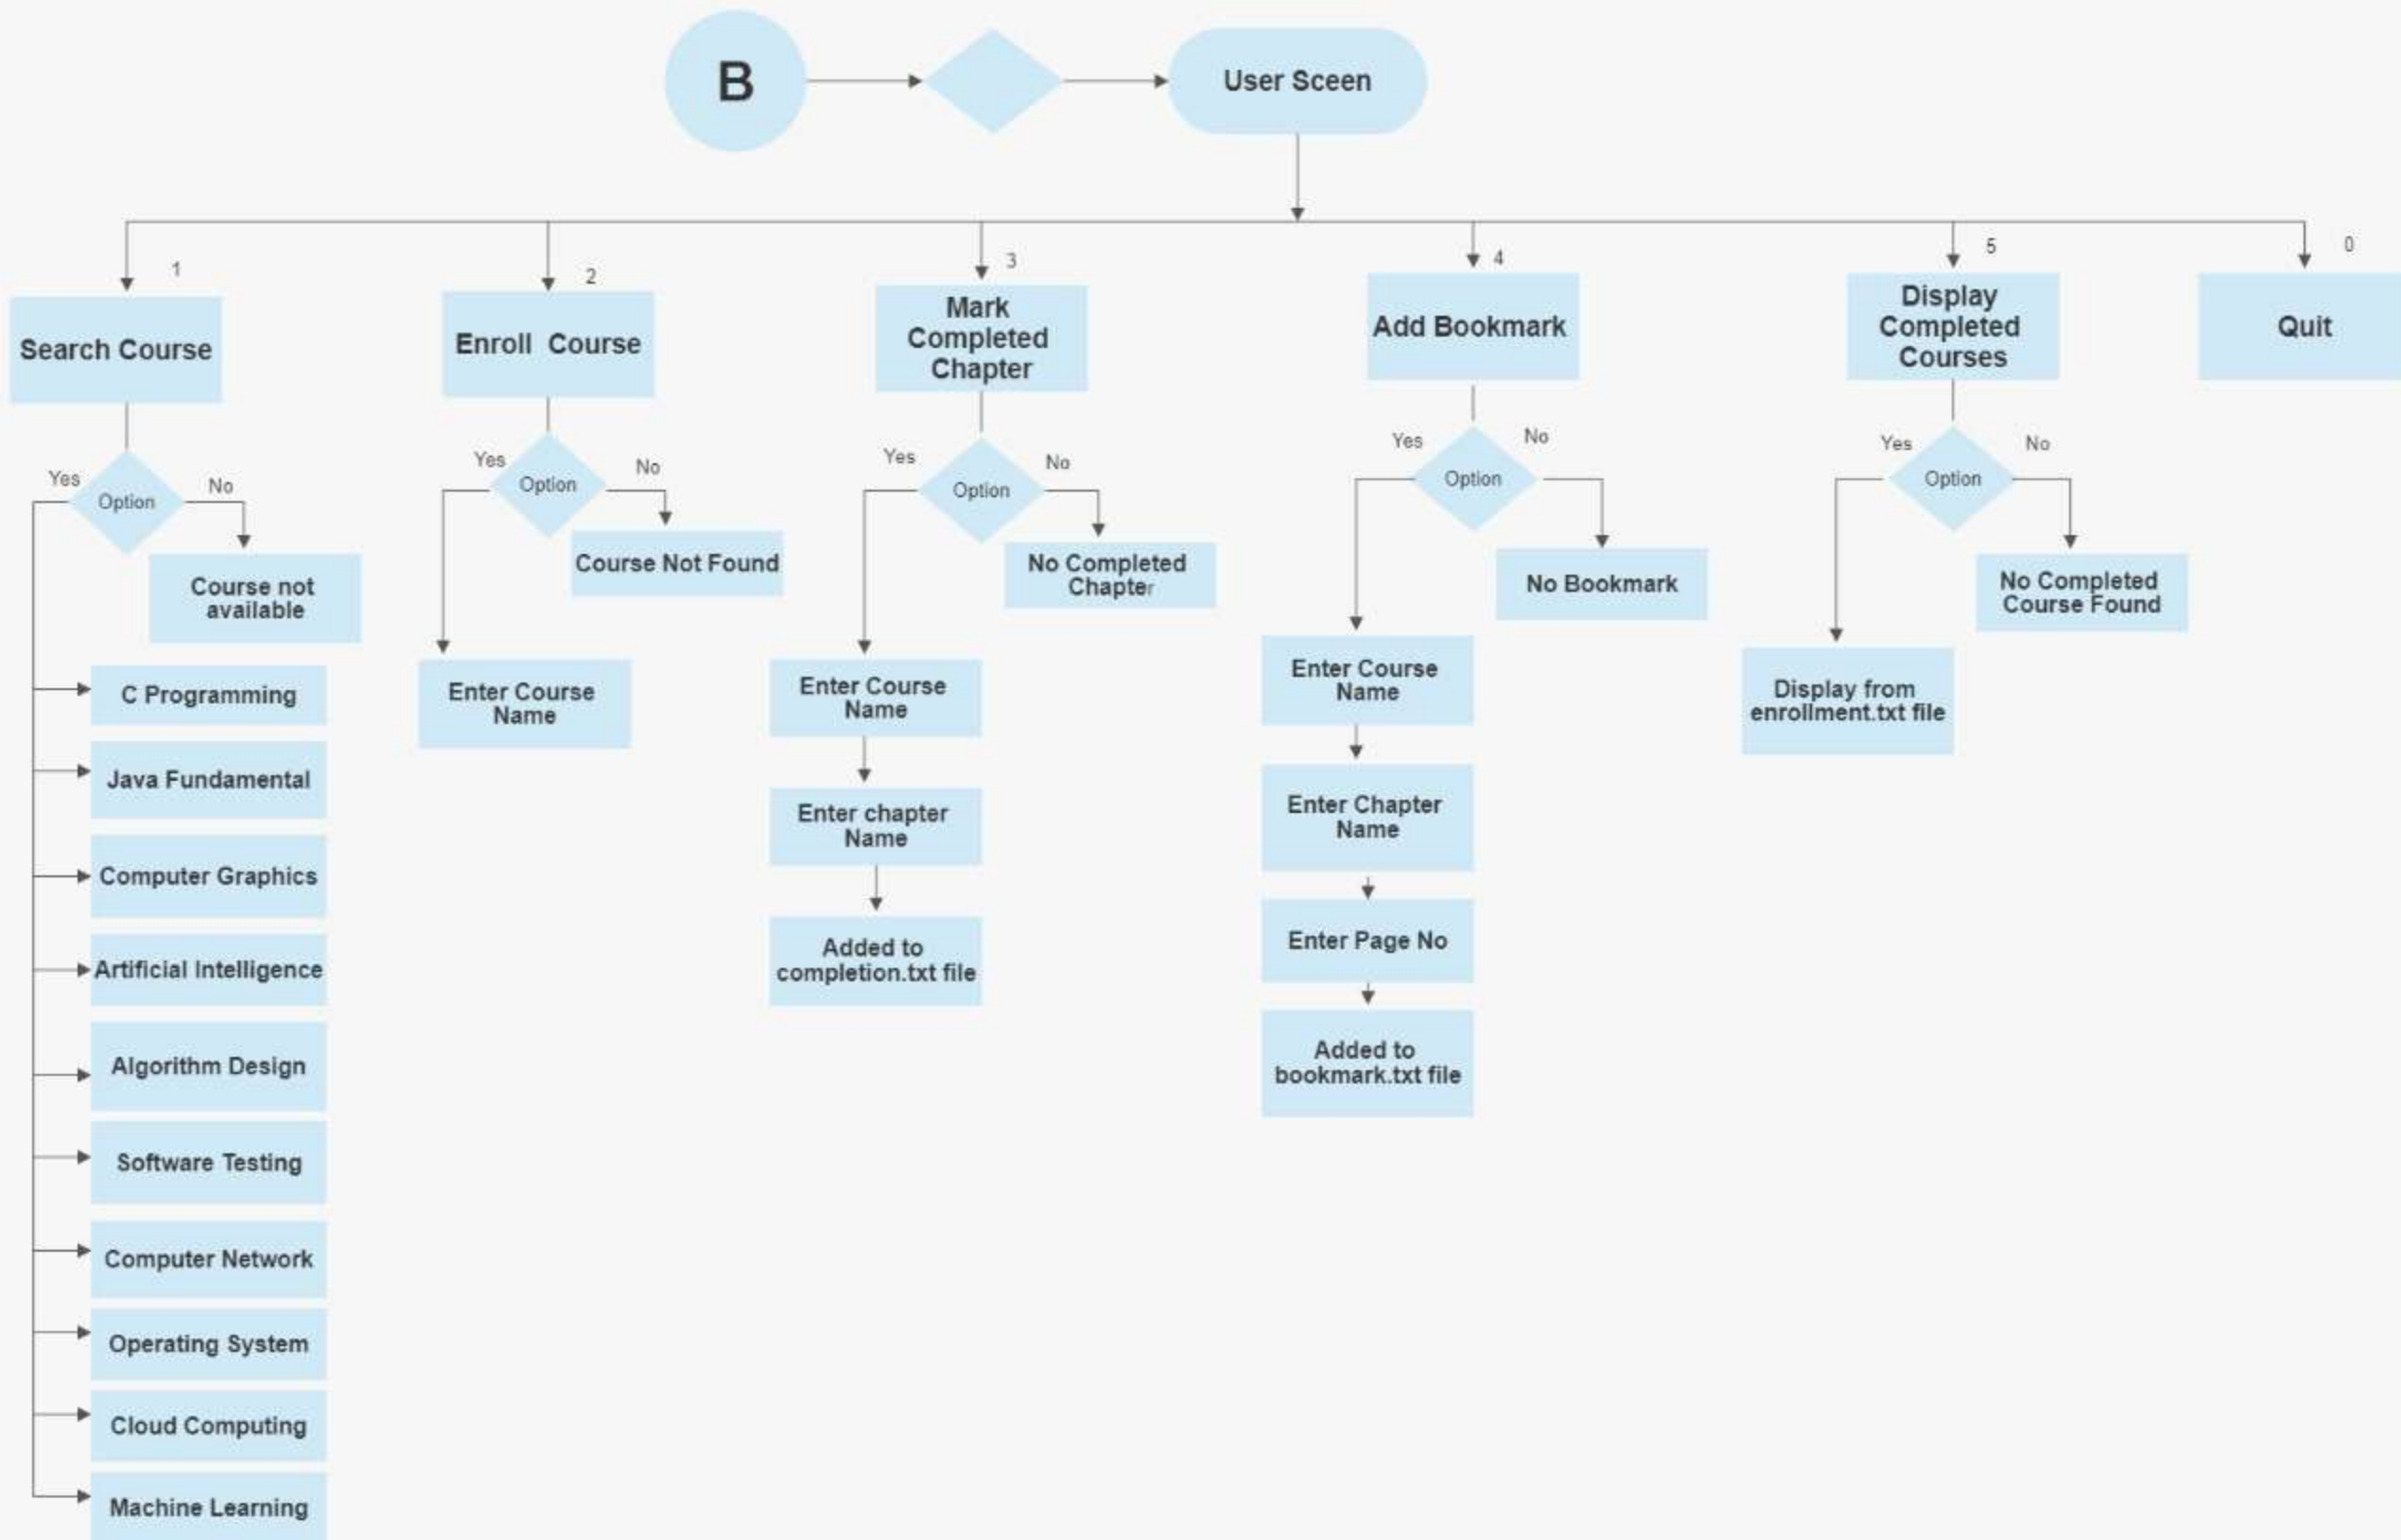 B
User Sceen
1
2
3
4
5
0
Search Course
Enroll Course
Mark
Completed
Chapter
Add Bookmark
Display
Completed
Courses
Quit
Yes
Option
No
Course not
available
C Programming
Java Fundamental
Computer Graphics
Artificial Intelligence
Algorithm Design
Software Testing
Computer Network
Operating System
Cloud Computing
Machine Learning
Yes
Option
No
Course Not Found
Enter Course
Name
Yes
Option
No
No Completed
Chapter
Enter Course
Name
Enter chapter
Name
Added to
completion.txt file
Yes
Option
No
No Bookmark
Enter Course
Name
Enter Chapter
Name
Enter Page No
Added to
bookmark.txt file
Yes
Option
No
No Completed
Course Found
Display from
enrollment.txt file